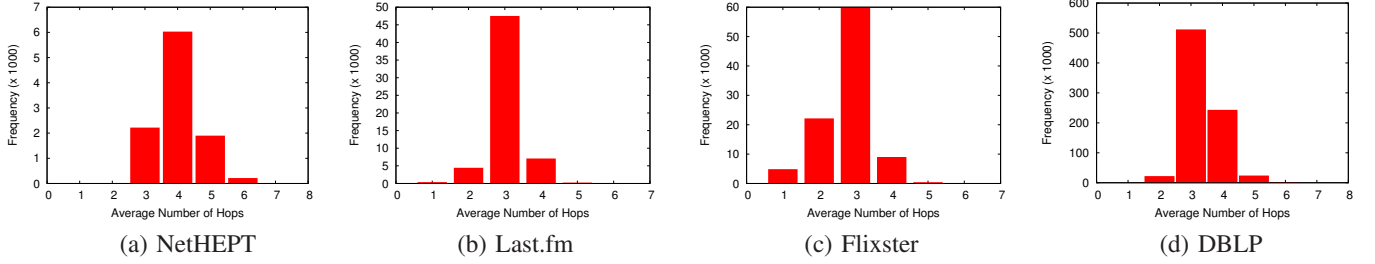 7
6
5
4
3
2
1
0
Frequency (x 1000)
0 1 2 3 4 5 6 7 8
Average Number of Hops
(a) NetHEPT
50
45
40
35
30
25
20
15
10
5
0
Frequency (x 1000)
0 1 2 3 4 5 6 7
Average Number of Hops
(b) Last.fm
60
50
40
30
20
10
0
Frequency (x 1000)
0 1 2 3 4 5 6 7
Average Number of Hops
(c) Flixster
600
500
400
300
200
100
0
Frequency (x 1000)
0 1 2 3 4 5 6 7 8
Average Number of Hops
(d) DBLP